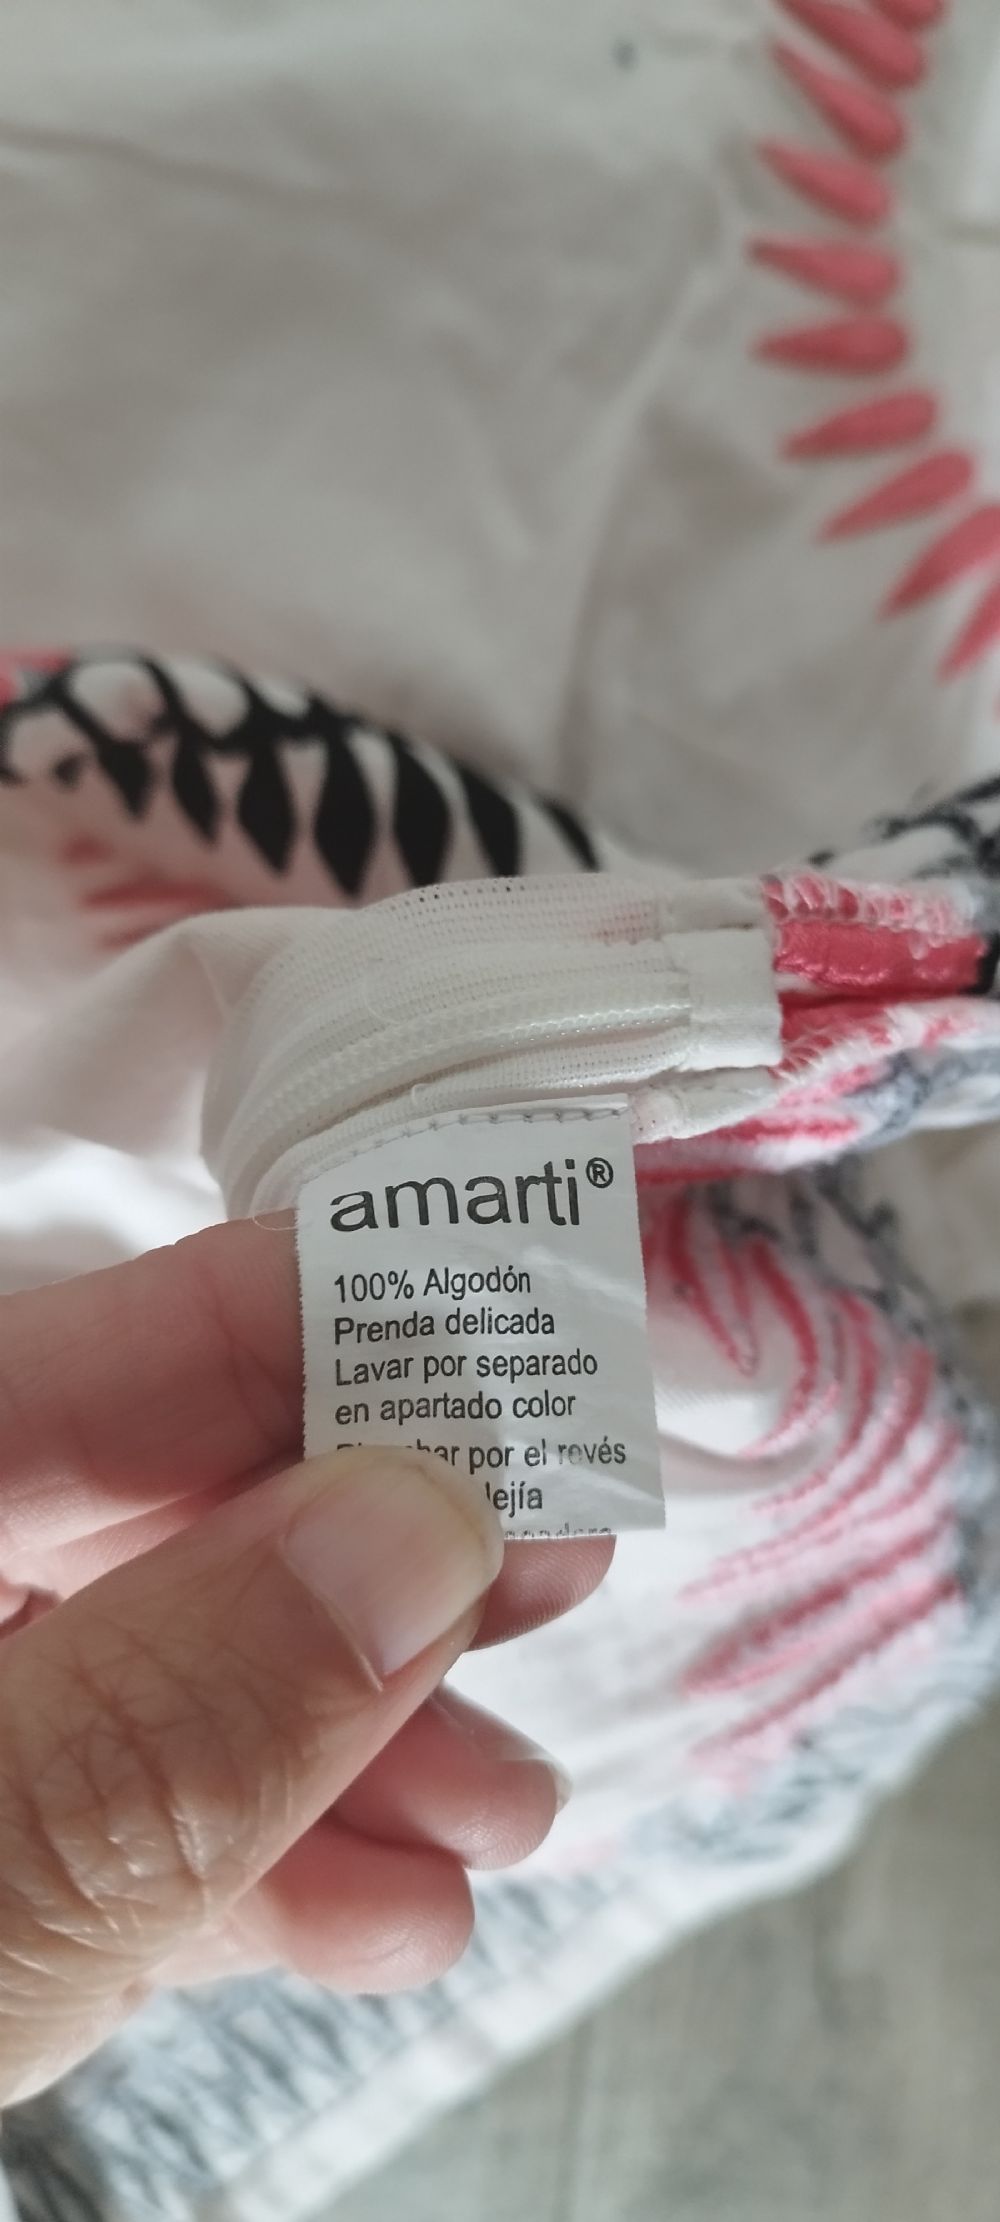 amarti®
100% Algodón
Prenda delicada
Lavar por separado
en apartado color
por el revés
lejía